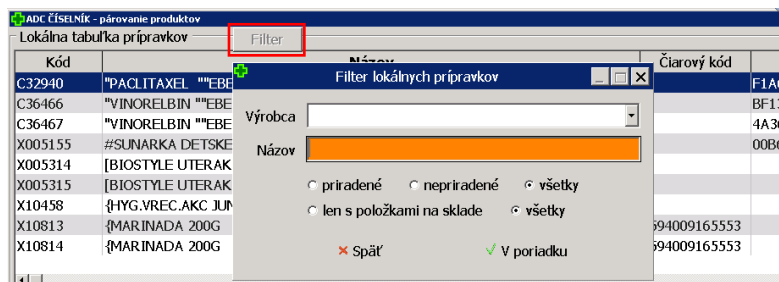 ADC ČÍSELNÍK - párovanie produktov
Lokálna tabuľka prípravkov
Filter
Kód
Názov
Čiarový kód
C32940 "PACLITAXEL ""EBE F1A
C36466 "VINORELBIN ""EBE BF1
C36467 "VINORELBIN ""EBE 4A3
X005155 #SUNARKA DETSKE 00B
X005314 [BIOSTYLE UTERAK
X005315 [BIOSTYLE UTERAK
X10458 {HYG.VREC.AKC JUN
X10813 {MARINADA 200G 594009165553
X10814 {MARINADA 200G 594009165553
Filter lokálnych prípravkov
Výrobca
Názov
priradené nepriradené všetky
len s položkami na sklade všetky
Späť V poriadku